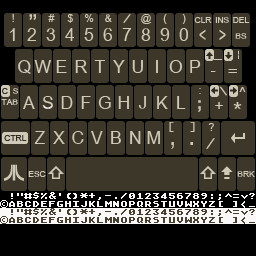 ! " # $ % & / @ ( ) CLR INS DEL
1 2 3 4 5 6 7 8 9 0 < > BS
Q W E R T Y U I O P - =
C S
TAB A S D F G H J K L : ; + *
CTRL Z X C V B N M [ , ] . ? /
ESC BRK
!"#$%&'()*+,-./0123456789:;^=v?
©ABCDEFGHIJKLMNOPQRSTUVWXYZ[ ](_
!"#$%&'()*+,-./0123456789:;^=v?
©ABCDEFGHIJKLMNOPQRSTUVWXYZ[ ](_